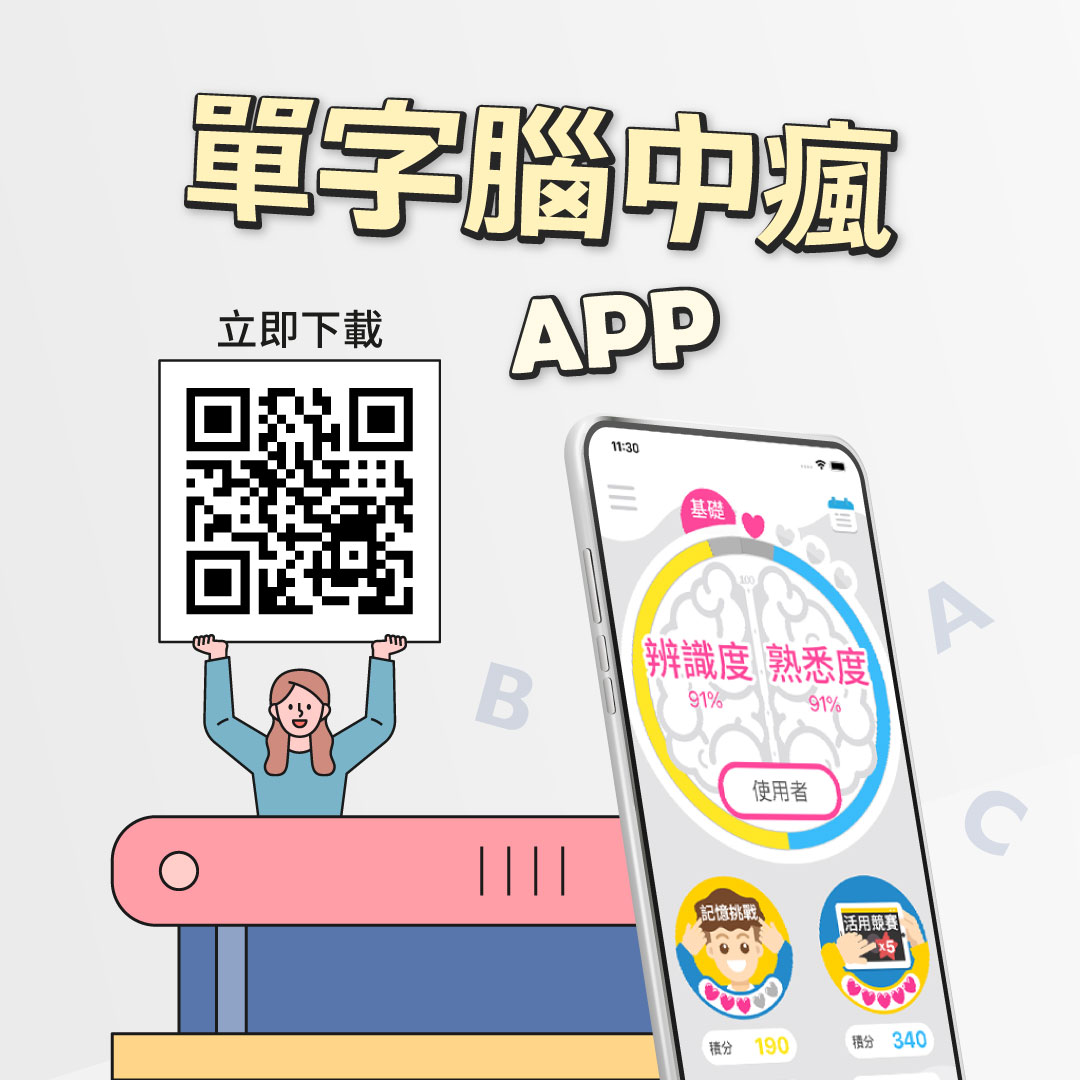 單字腦中瘋
APP
立即下載
11:30
基礎
100
辨識度 熟悉度
91% 91%
使用者
B
A
C
記憶挑戰
活用競賽
x5
積分 190
積分 340